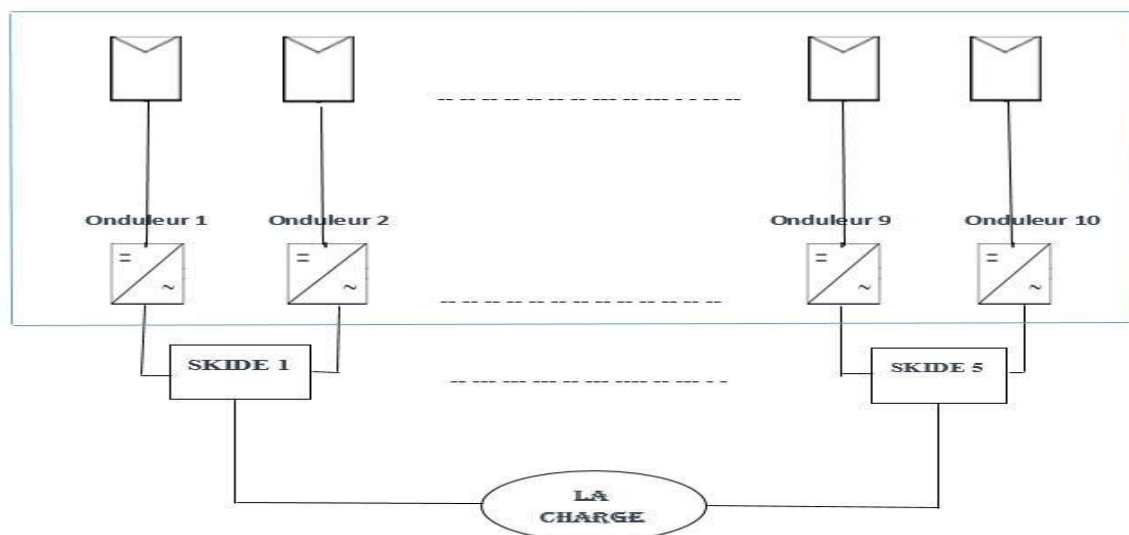 Onduleur 1 Onduleur 2 Onduleur 9 Onduleur 10
= ~ = ~ = ~ = ~
SKIDE 1 SKIDE 5
LA
CHARGE